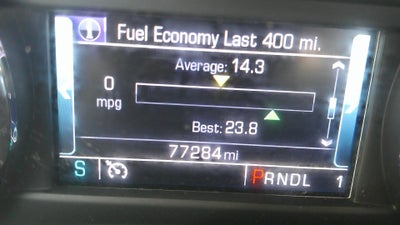 Fuel Economy Last 400 mi.
Average: 14.3
0
mpg
Best: 23.8
77284 mi
S PRNDL 1